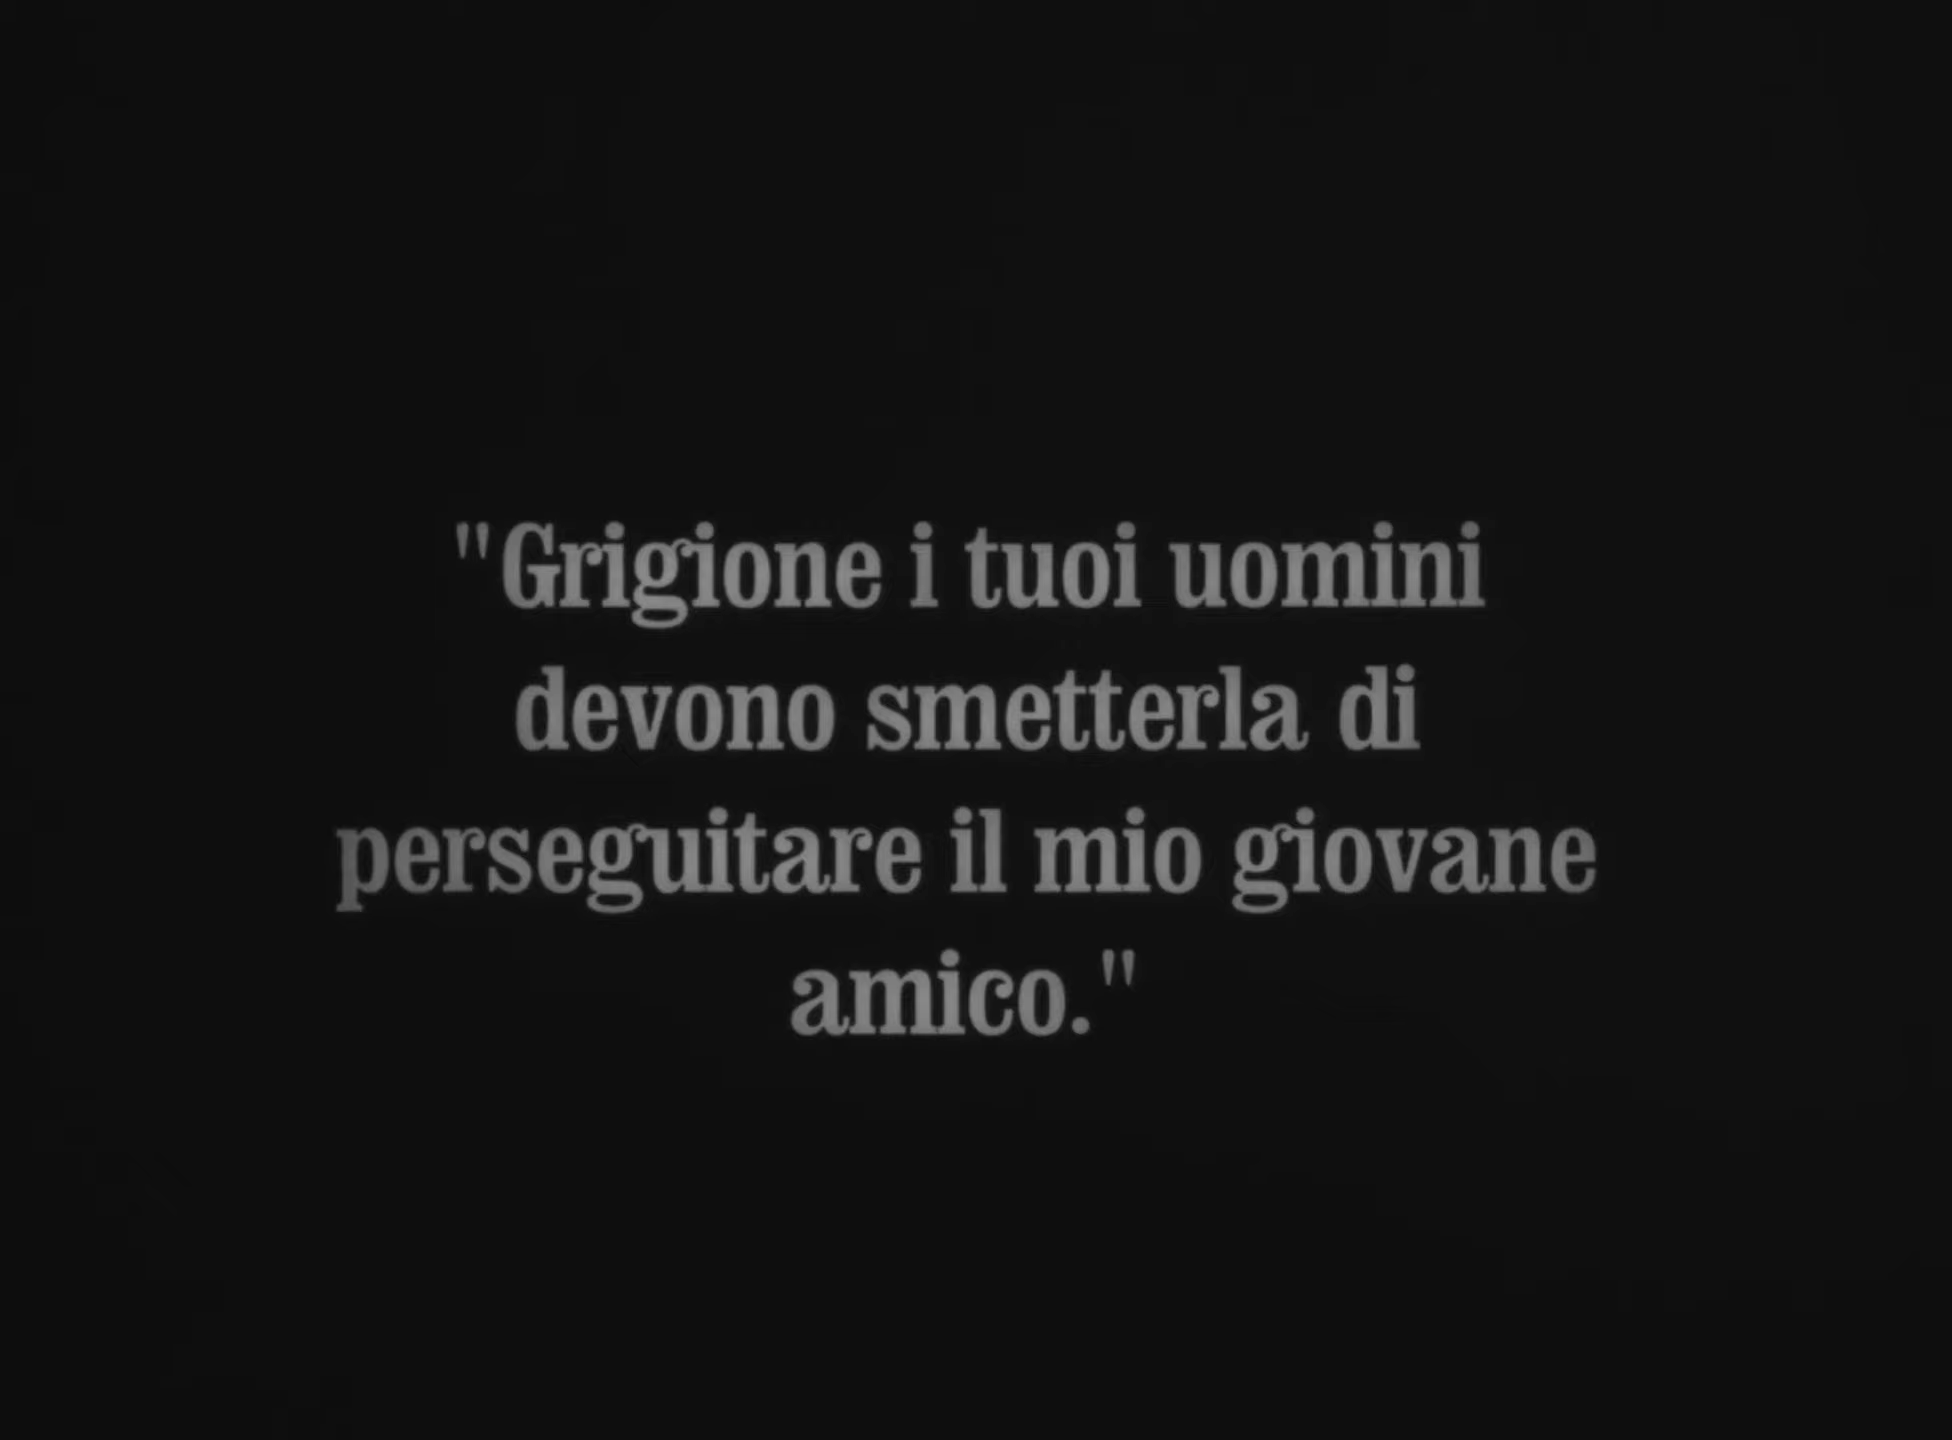 "Grigione i tuoi uomini
devono smetterla di
perseguitare il mio giovane
amico."